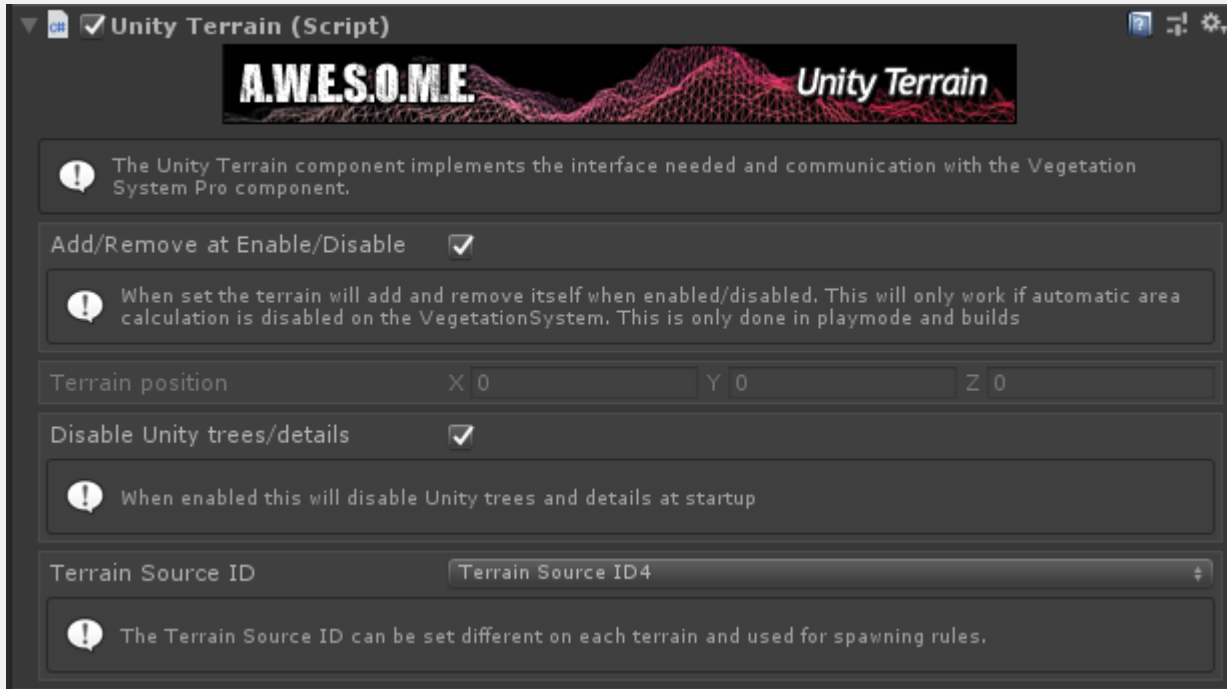 Unity Terrain (Script)
A.W.E.S.O.M.E. Unity Terrain
The Unity Terrain component implements the interface needed and communication with the Vegetation
System Pro component.
Add/Remove at Enable/Disable
When set the terrain will add and remove itself when enabled/disabled. This will only work if automatic area
calculation is disabled on the VegetationSystem. This is only done in playmode and builds
Terrain position X 0 Y 0 Z 0
Disable Unity trees/details
When enabled this will disable Unity trees and details at startup
Terrain Source ID Terrain Source ID4
The Terrain Source ID can be set different on each terrain and used for spawning rules.